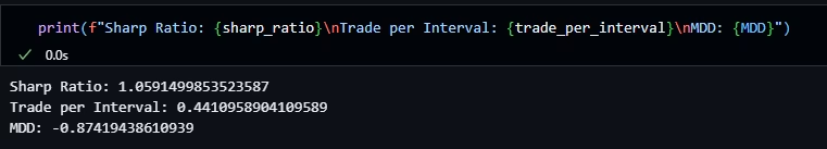 print(f"Sharp Ratio: {sharp_ratio}\nTrade per Interval: {trade_per_interval}\nMDD: {MDD}")
0.0s
Sharp Ratio: 1.0591499853523587
Trade per Interval: 0.4410958904109589
MDD: -0.87419438610939